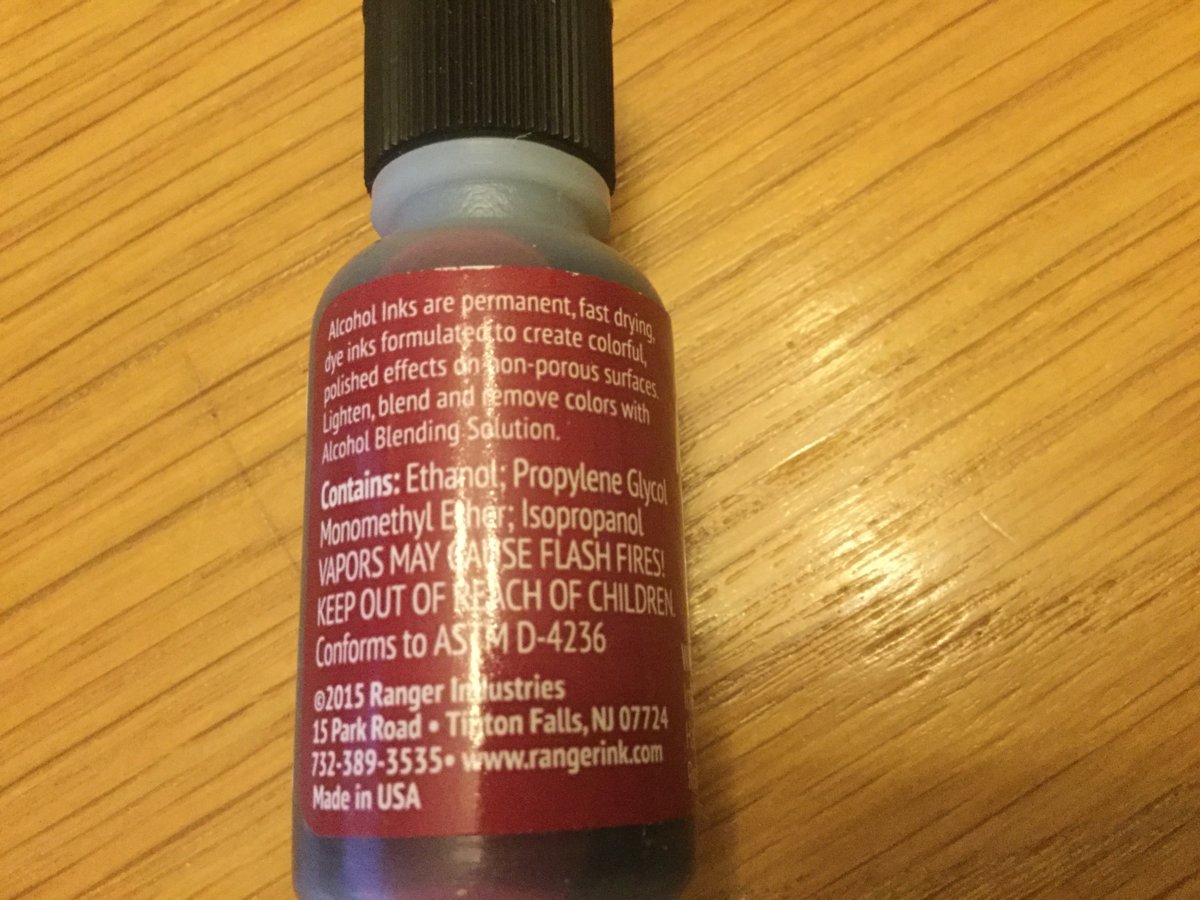 Alcohol Inks are permanent, fast drying,
dye inks formulated to create colorful,
polished effects on non-porous surfaces.
Lighten, blend and remove colors with
Alcohol Blending Solution.
Contains: Ethanol; Propylene Glycol
Monomethyl Ether; Isopropanol
VAPORS MAY CAUSE FLASH FIRES!
KEEP OUT OF REACH OF CHILDREN.
Conforms to ASTM D-4236
©2015 Ranger Industries
15 Park Road • Tinton Falls, NJ 07724
732-389-3535• www.rangerink.com
Made in USA